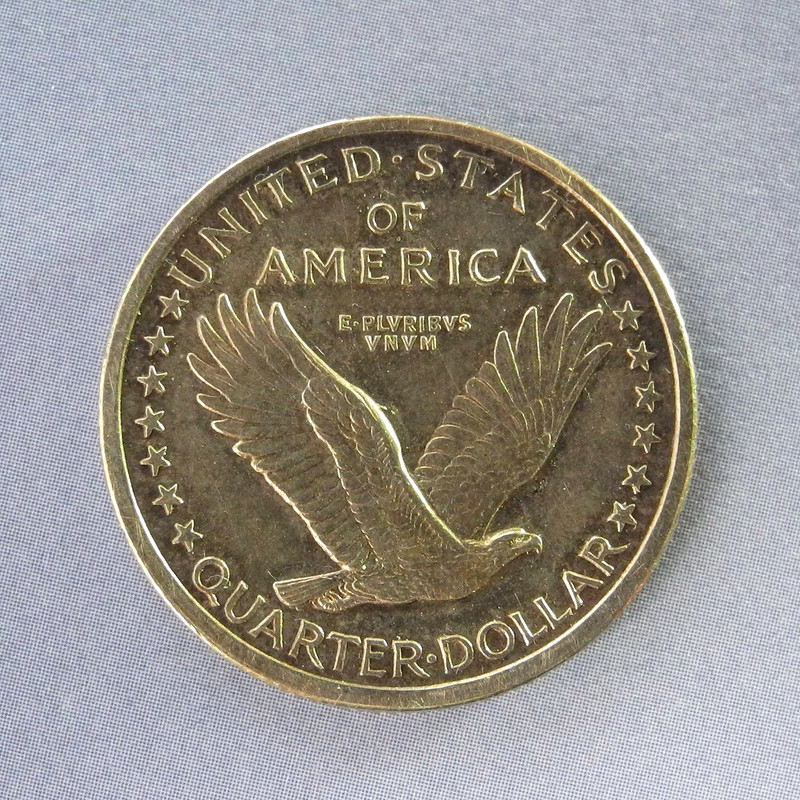 UNITED·STATES
OF
AMERICA
E·PLVRIBVS
VNVM
QUARTER·DOLLAR